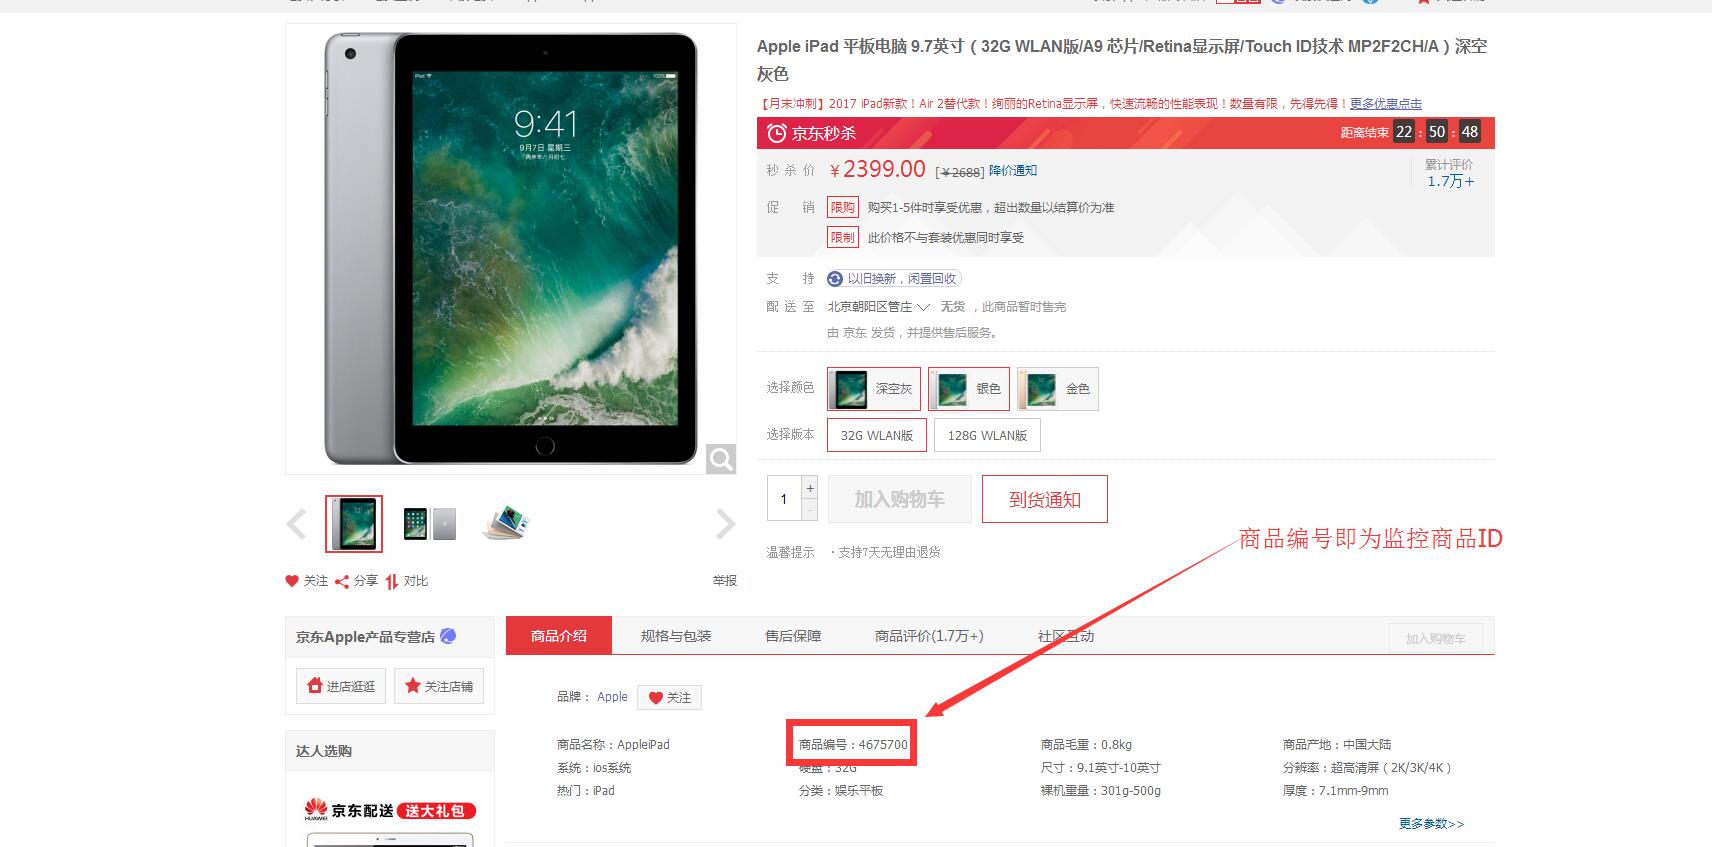 Apple iPad 平板电脑 9.7英寸（32G WLAN版/A9 芯片/Retina显示屏/Touch ID技术 MP2F2CH/A）深空
灰色
【月末冲刺】2017 iPad新款！Air 2替代款！绚丽的Retina显示屏，快速流畅的性能表现！数量有限，先得先得！更多优惠点击
京东秒杀
距离结束 22 : 50 : 48
秒杀价 ￥2399.00 [￥2688] 降价通知
累计评价
1.7万+
促销 限购 购买1-5件时享受优惠，超出数量以结算价为准
限制 此价格不与套装优惠同时享受
支持 以旧换新，闲置回收
配送至 北京朝阳区管庄 无货 ，此商品暂时售完
由 京东 发货，并提供售后服务。
选择颜色 深空灰 银色 金色
选择版本 32G WLAN版 128G WLAN版
1 + - 加入购物车 到货通知
温馨提示 ·支持7天无理由退货
商品编号即为监控商品ID
iPad 100%
9:41
9月7日 星期三
关注 分享 对比 举报
京东Apple产品专营店
进店逛逛 关注店铺
达人选购
HUAWEI 京东配送 送大礼包
商品介绍 规格与包装 售后保障 商品评价(1.7万+) 社区互动 加入购物车
品牌： Apple 关注
商品名称：AppleiPad 商品编号：4675700 商品毛重：0.8kg 商品产地：中国大陆
系统：ios系统 硬盘：32G 尺寸：9.1英寸-10英寸 分辨率：超高清屏（2K/3K/4K）
热门：iPad 分类：娱乐平板 裸机重量：301g-500g 厚度：7.1mm-9mm
更多参数>>